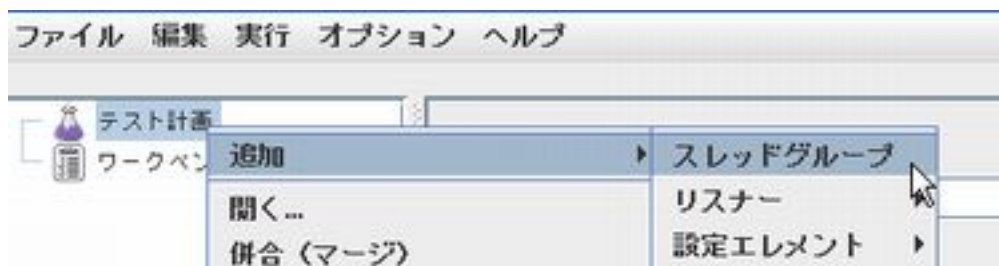 ファイル 編集 実行 オプション ヘルプ
テスト計画
ワークベン
追加
開く...
併合（マージ）
スレッドグループ
リスナー
設定エレメント